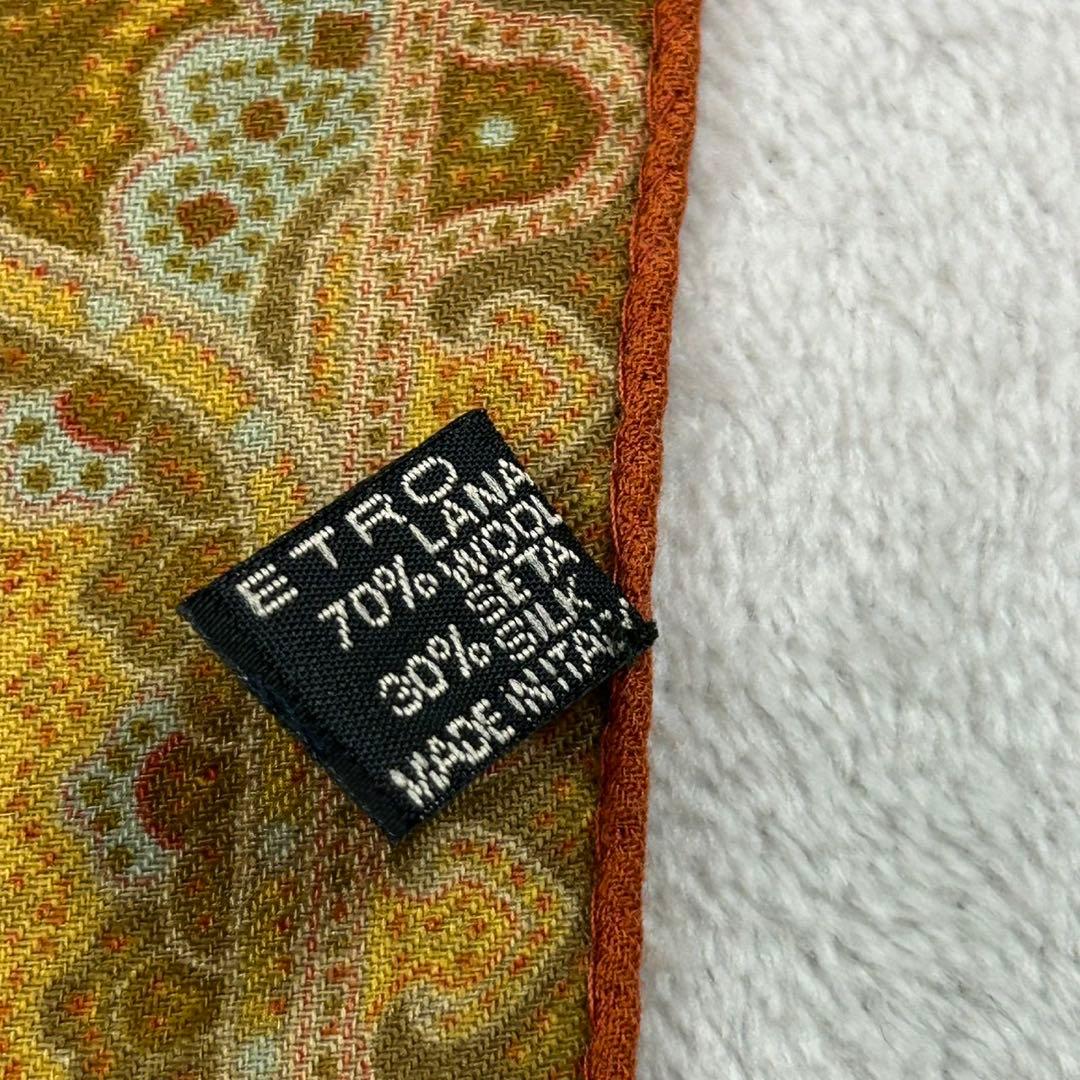 ETRO
70% LANA
WOOL
30% SETA
SILK
MADE IN ITALY